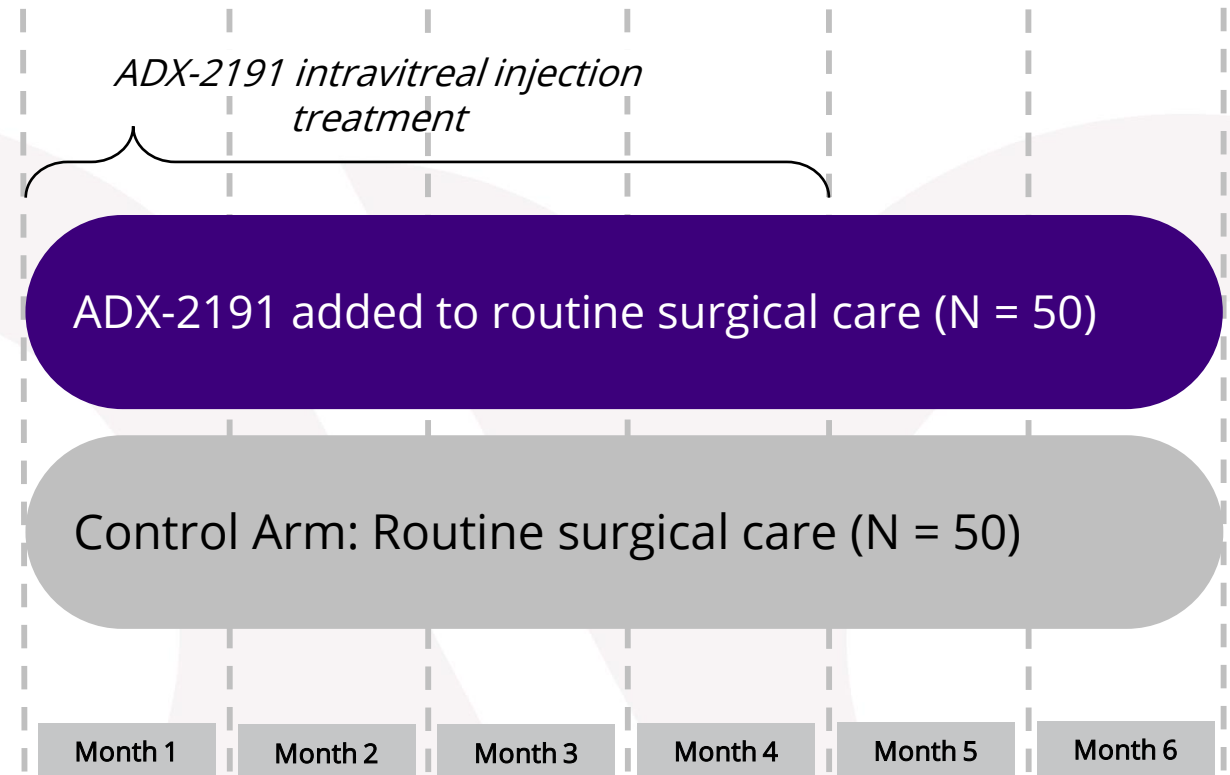 ADX-2191 intravitreal injection
treatment
ADX-2191 added to routine surgical care (N = 50)
Control Arm: Routine surgical care (N = 50)
Month 1
Month 2
Month 3
Month 4
Month 5
Month 6